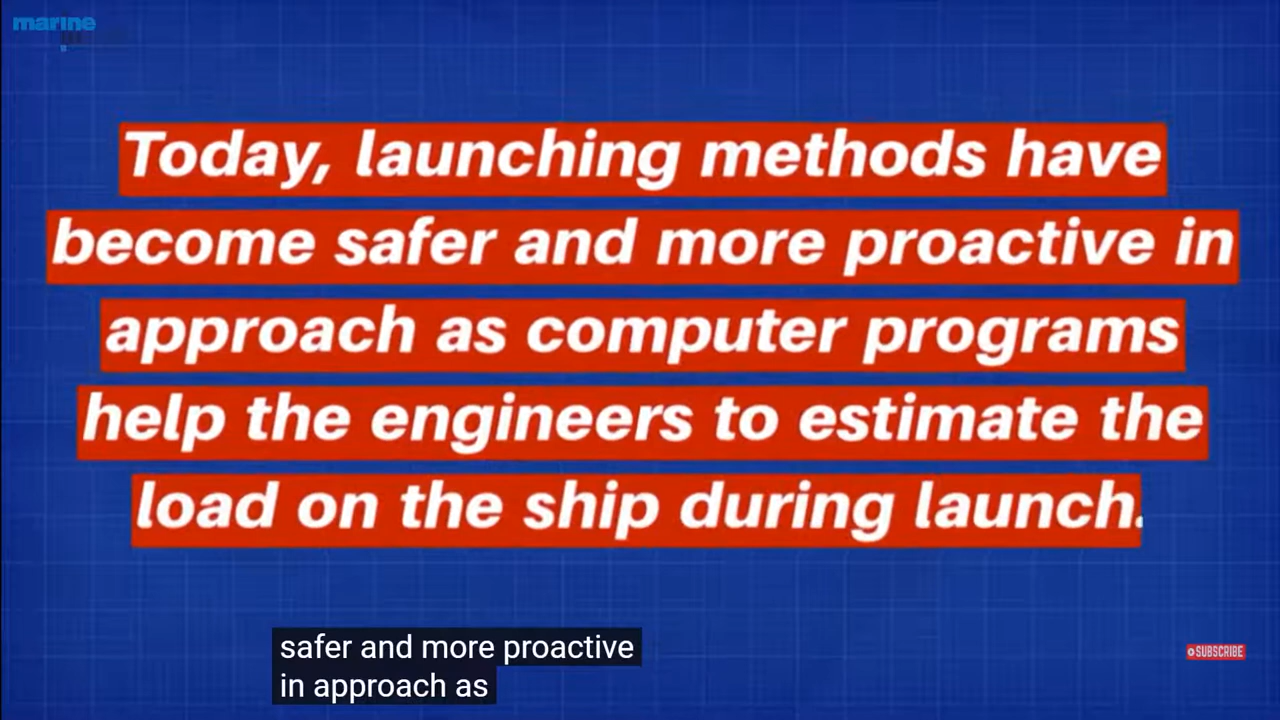 marine
Today, launching methods have
become safer and more proactive in
approach as computer programs
help the engineers to estimate the
load on the ship during launch.
safer and more proactive
in approach as
SUBSCRIBE